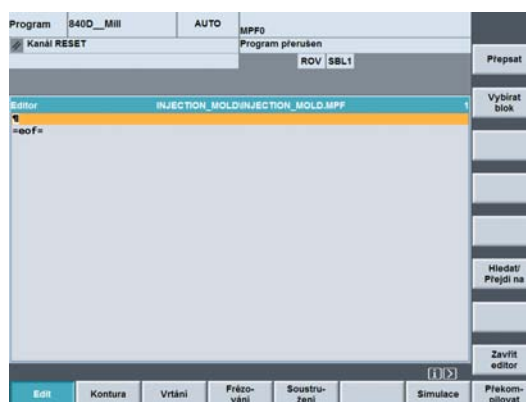 Program 840D__Mill AUTO MPF0
Kanál RESET Program přerušen
ROV SBL1
Přepsat
Vybírat
blok
Editor INJECTION_MOLD\INJECTION_MOLD.MPF 1
¶
=eof=
Hledat/
Přejdi na
Zavřít
editor
Edit Kontura Vrtání Frézo-
vání Soustru-
žení Simulace Překom-
pilovat